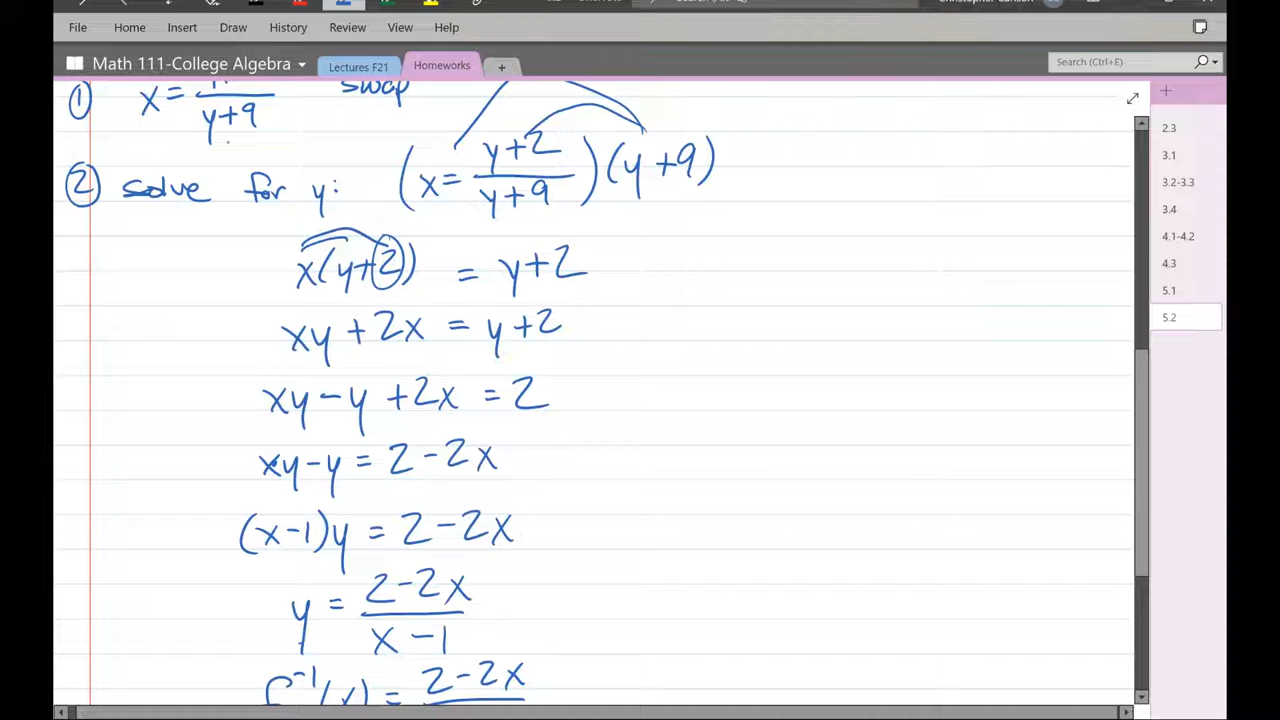 File Home Insert Draw History Review View Help
Math 111-College Algebra Lectures F21 Homeworks Search (Ctrl+E)
① x = y+9 swap
② solve for y: (x = y+2 / y+9)(y+9)
x(y+2) = y+2
xy + 2x = y+2
xy - y + 2x = 2
xy - y = 2 - 2x
(x-1)y = 2 - 2x
y = 2-2x / x-1
f⁻¹(x) = 2-2x
2.3
3.1
3.2-3.3
3.4
4.1-4.2
4.3
5.1
5.2